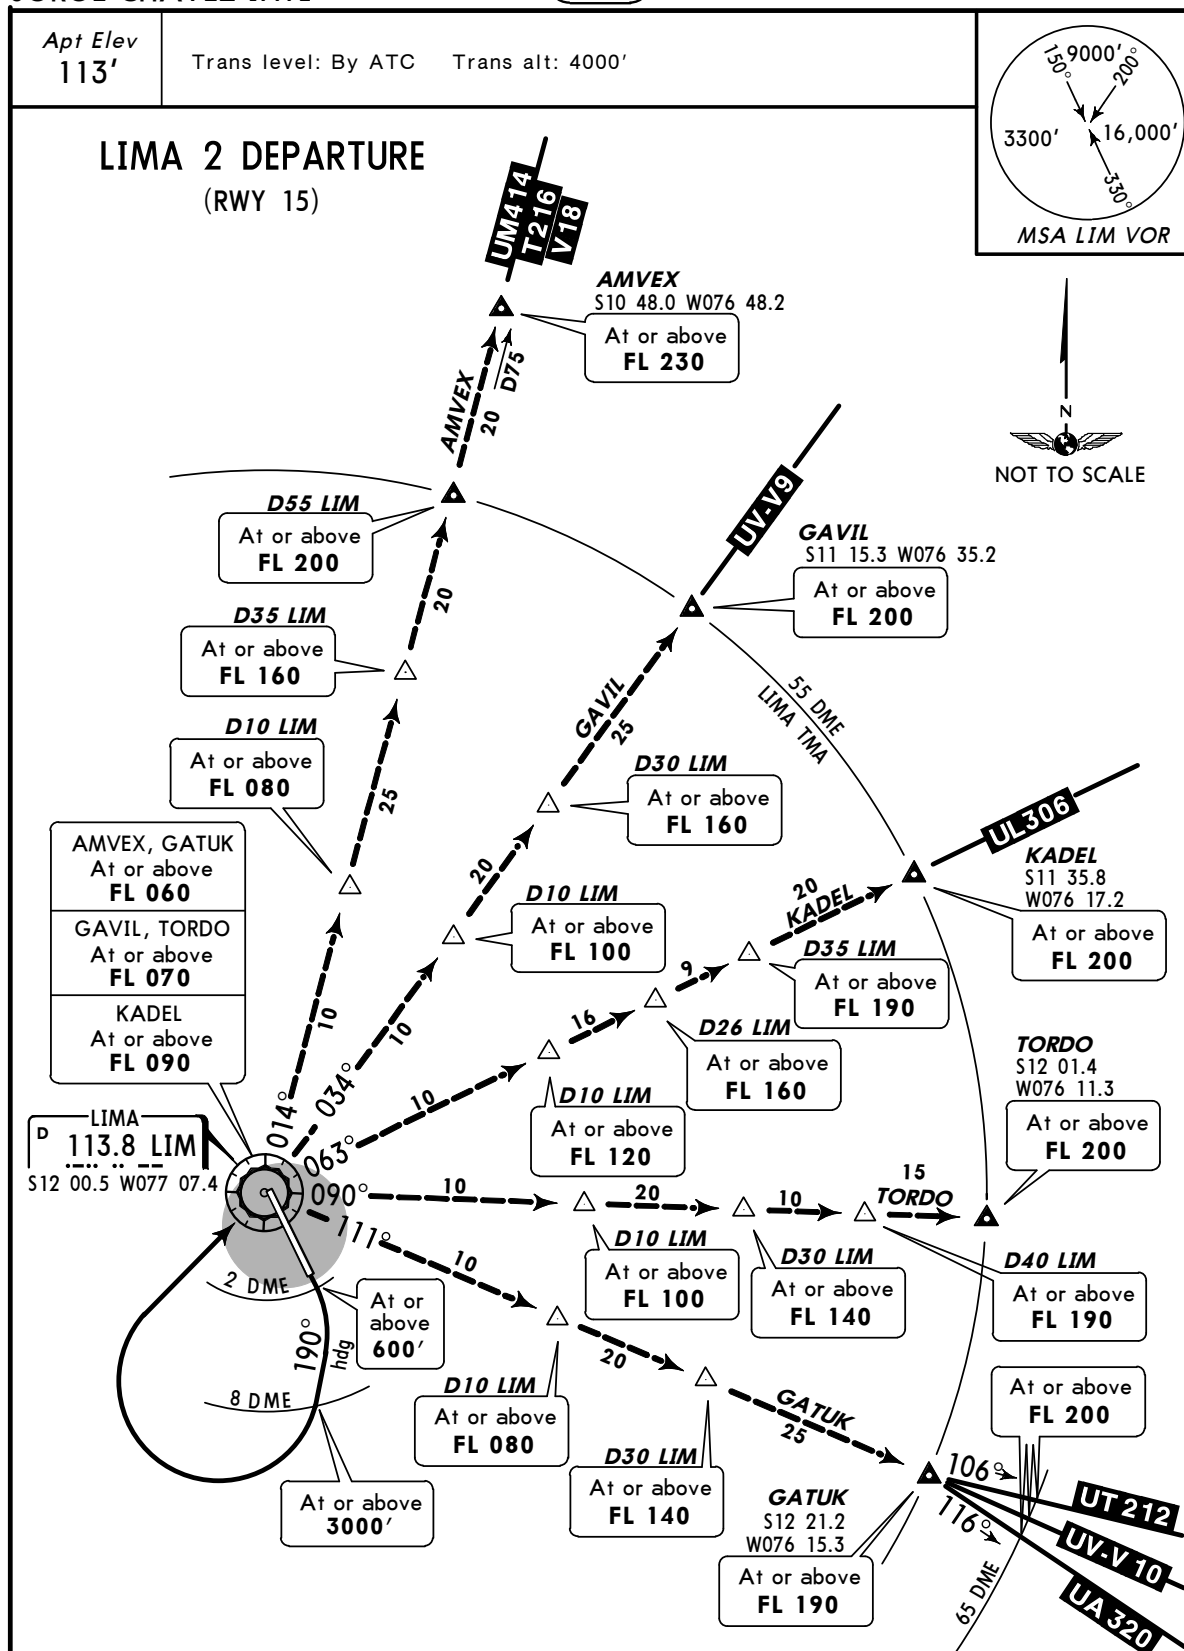 Apt Elev
113'
Trans level: By ATC Trans alt: 4000'
150°
9000'
200°
3300'
16,000'
330°
MSA LIM VOR
LIMA 2 DEPARTURE
(RWY 15)
UM414
T216
V18
AMVEX
S10 48.0 W076 48.2
At or above
FL 230
D75
AMVEX
20
N
NOT TO SCALE
D55 LIM
At or above
FL 200
UV-V9
GAVIL
S11 15.3 W076 35.2
At or above
FL 200
20
D35 LIM
At or above
FL 160
55 DME
LIMA TMA
GAVIL
25
D10 LIM
At or above
FL 080
25
D30 LIM
At or above
FL 160
UL306
AMVEX, GATUK
At or above
FL 060
GAVIL, TORDO
At or above
FL 070
KADEL
At or above
FL 090
20
D10 LIM
At or above
FL 100
20
KADEL
KADEL
S11 35.8
W076 17.2
At or above
FL 200
10
10
9
D35 LIM
At or above
FL 190
16
D26 LIM
At or above
FL 160
TORDO
S12 01.4
W076 11.3
At or above
FL 200
10
D10 LIM
At or above
FL 120
LIMA
D 113.8 LIM
S12 00.5 W077 07.4
014°
034°
063°
090°
111°
10
20
10
15
TORDO
D10 LIM
At or above
FL 100
D30 LIM
At or above
FL 140
D40 LIM
At or above
FL 190
10
2 DME
At or
above
600'
190°
hdg
8 DME
20
D10 LIM
At or above
FL 080
GATUK
25
At or above
FL 200
D30 LIM
At or above
FL 140
At or above
3000'
GATUK
S12 21.2
W076 15.3
At or above
FL 190
106°
116°
UT 212
UV-V 10
UA 320
65 DME